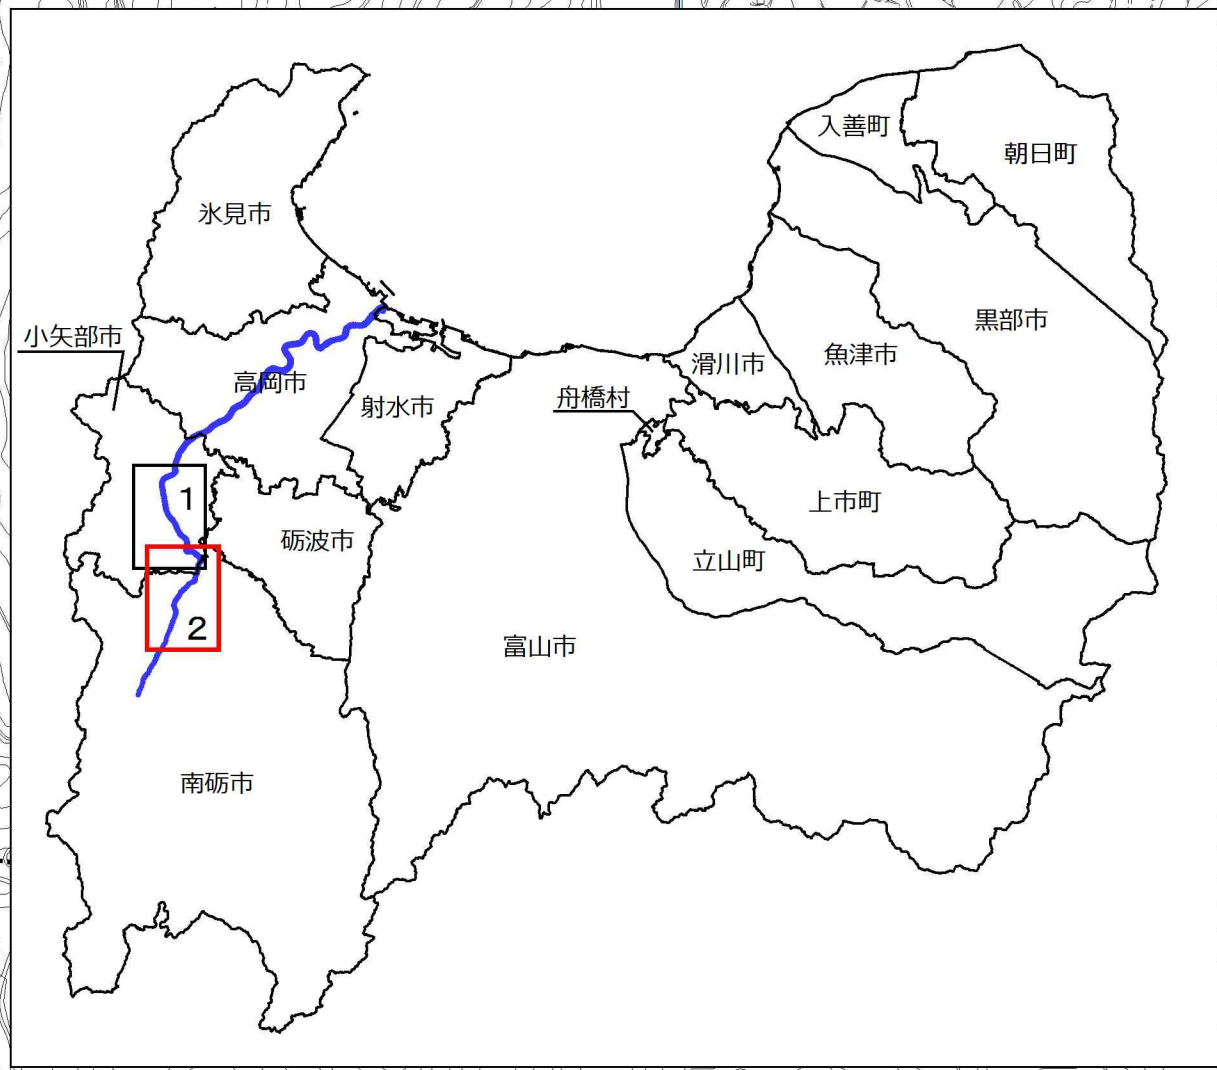 入善町
朝日町
氷見市
黒部市
小矢部市
魚津市
滑川市
高岡市
舟橋村
射水市
1
上市町
砺波市
立山町
2
富山市
南砺市